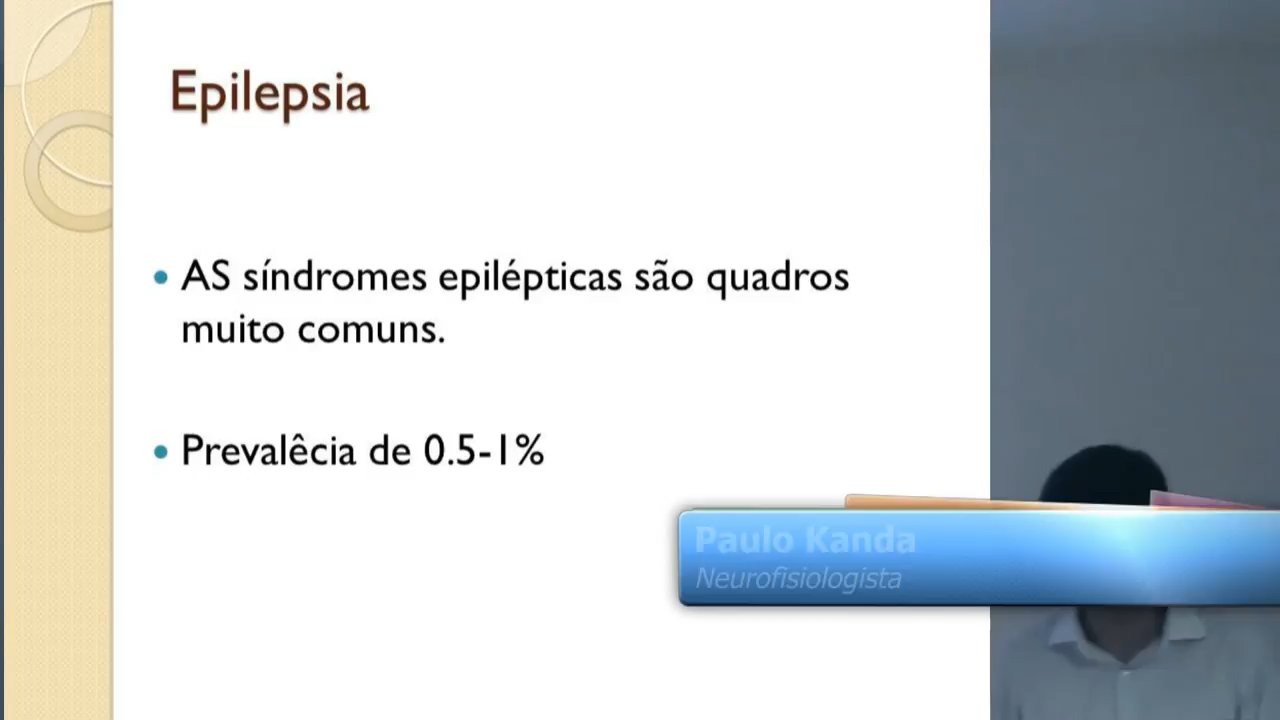 Epilepsia
AS síndromes epilépticas são quadros
muito comuns.
Prevalêcia de 0.5-1%
Paulo Kanda
Neurofisiologista